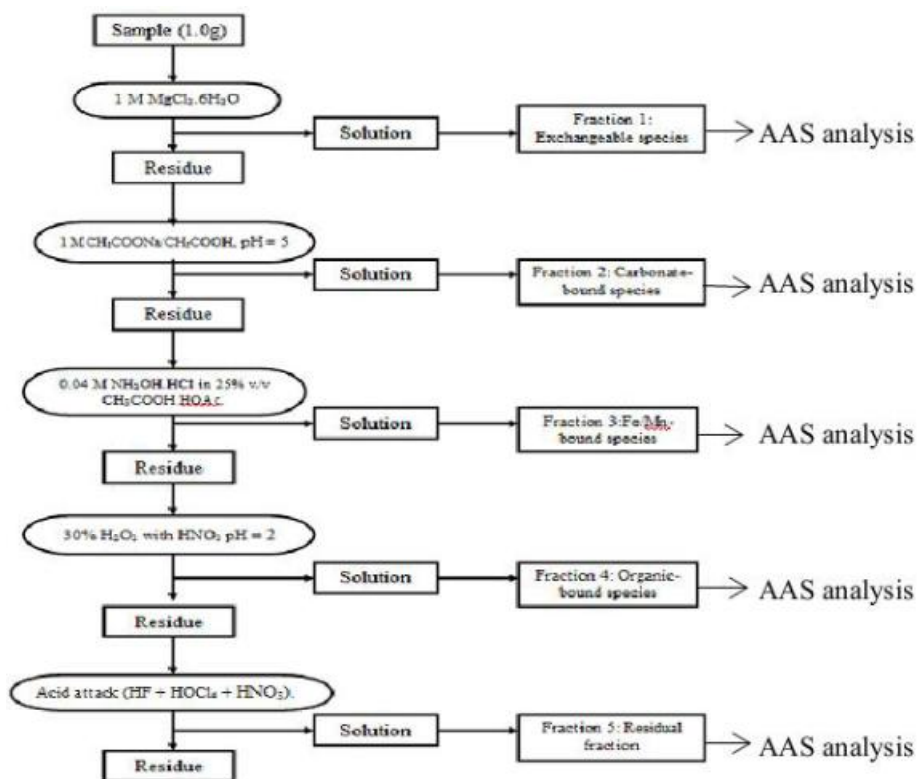 Sample (1.0g)
1 M MgCl₂.6H₂O
Solution
Fraction 1:
Exchangeable species
AAS analysis
Residue
1M CH₃COONa/CH₃COOH, pH = 5
Solution
Fraction 2: Carbonate-
bound species
AAS analysis
Residue
0.04 M NH₂OH.HCl in 25% v/v
CH₃COOH HOAc.
Solution
Fraction 3:Fe/Mn-
bound species
AAS analysis
Residue
30% H₂O₂ with HNO₃ pH = 2
Solution
Fraction 4: Organic-
bound species
AAS analysis
Residue
Acid attack (HF + HOCl₄ + HNO₃).
Solution
Fraction 5: Residual
fraction
AAS analysis
Residue